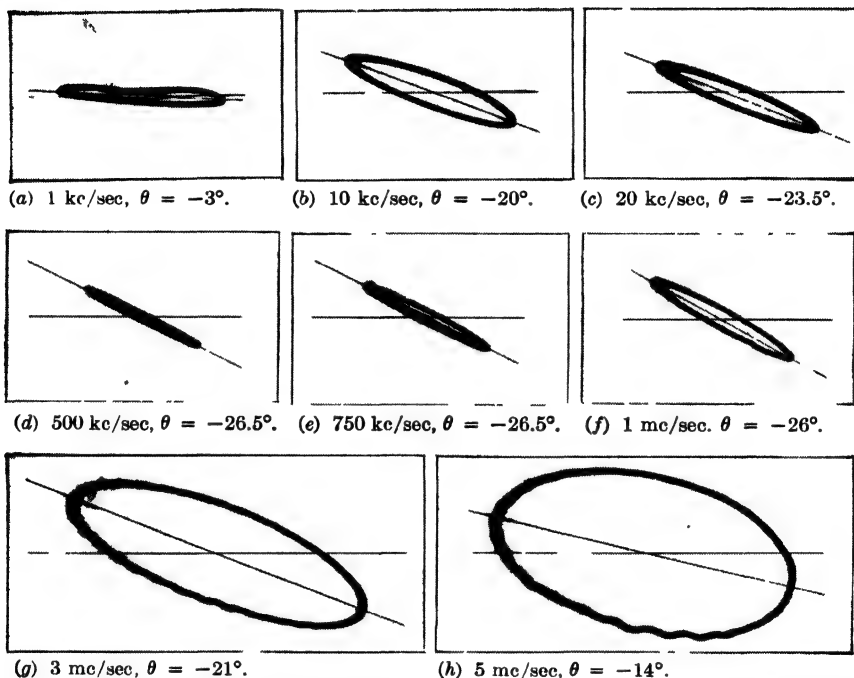 (a) 1 kc/sec, θ = −3°.
(b) 10 kc/sec, θ = −20°.
(c) 20 kc/sec, θ = −23.5°.
(d) 500 kc/sec, θ = −26.5°.
(e) 750 kc/sec, θ = −26.5°.
(f) 1 mc/sec. θ = −26°.
(g) 3 mc/sec, θ = −21°.
(h) 5 mc/sec, θ = −14°.